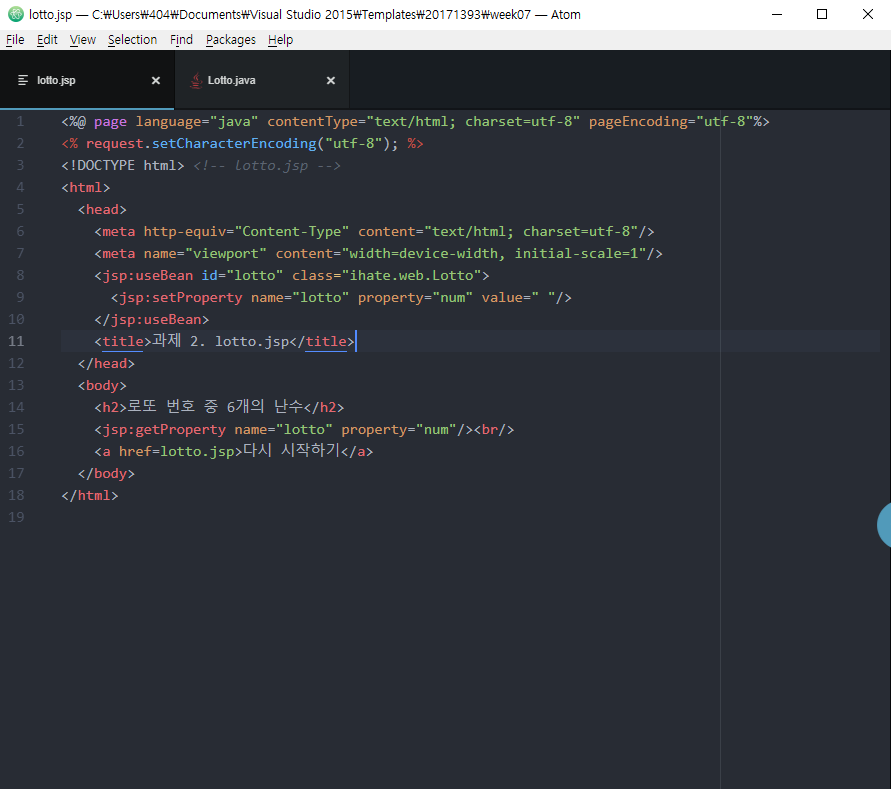 lotto.jsp — C:₩Users₩404₩Documents₩Visual Studio 2015₩Templates₩20171393₩week07 — Atom
File Edit View Selection Find Packages Help
lotto.jsp Lotto.java
1 <%@ page language="java" contentType="text/html; charset=utf-8" pageEncoding="utf-8"%>
2 <% request.setCharacterEncoding("utf-8"); %>
3 <!DOCTYPE html> <!-- lotto.jsp -->
4 <html>
5 <head>
6 <meta http-equiv="Content-Type" content="text/html; charset=utf-8"/>
7 <meta name="viewport" content="width=device-width, initial-scale=1"/>
8 <jsp:useBean id="lotto" class="ihate.web.Lotto">
9 <jsp:setProperty name="lotto" property="num" value=" "/>
10 </jsp:useBean>
11 <title>과제 2. lotto.jsp</title>
12 </head>
13 <body>
14 <h2>로또 번호 중 6개의 난수</h2>
15 <jsp:getProperty name="lotto" property="num"/><br/>
16 <a href=lotto.jsp>다시 시작하기</a>
17 </body>
18 </html>
19